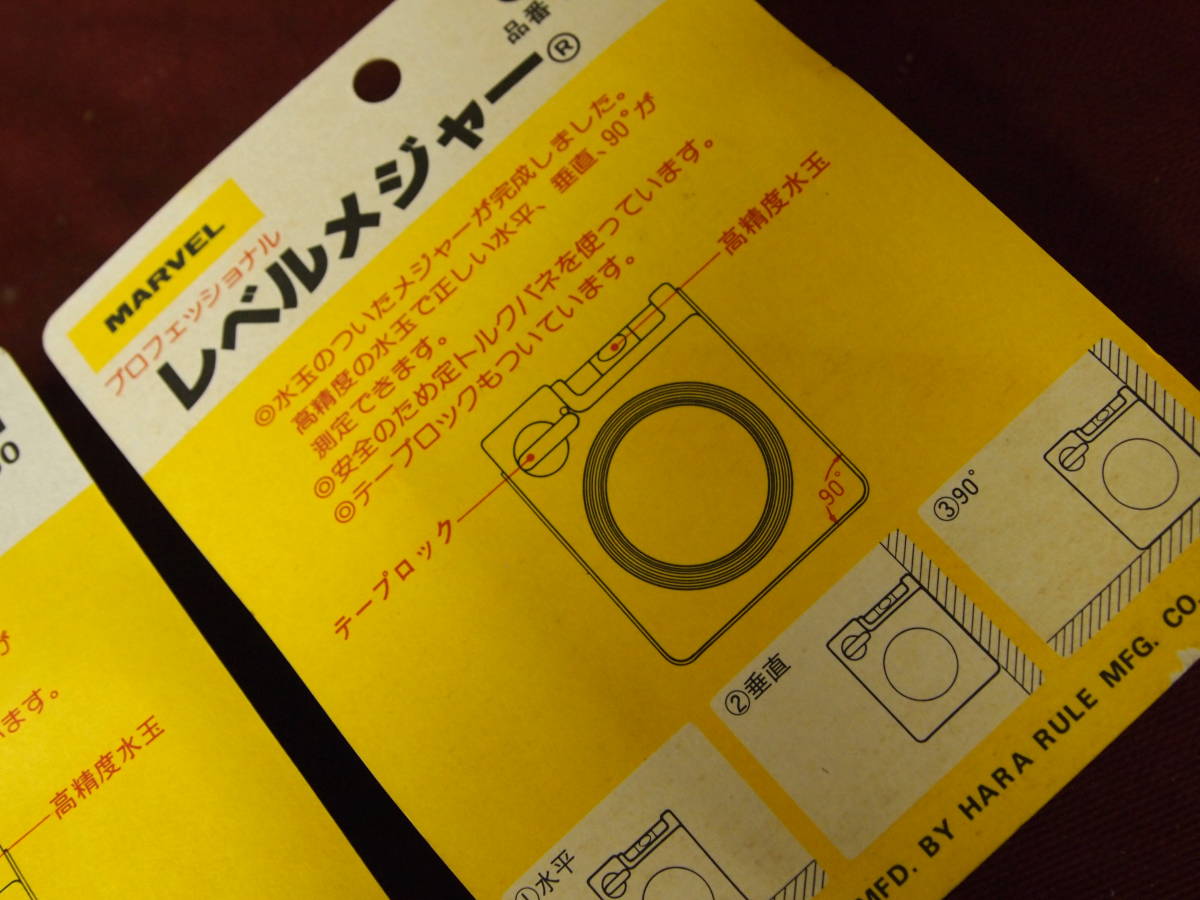 品番
MARVEL
プロフェッショナル
レベルメジャー®
◎水玉のついたメジャーが完成しました。
高精度の水玉で正しい水平、垂直、90°が
測定できます。
◎安全のため定トルクバネを使っています。
◎テープロックもついています。
高精度水玉
テープロック
90°
③90°
②垂直
①水平
MFD. BY HARA RULE MFG. CO.
が
ます。
高精度水玉